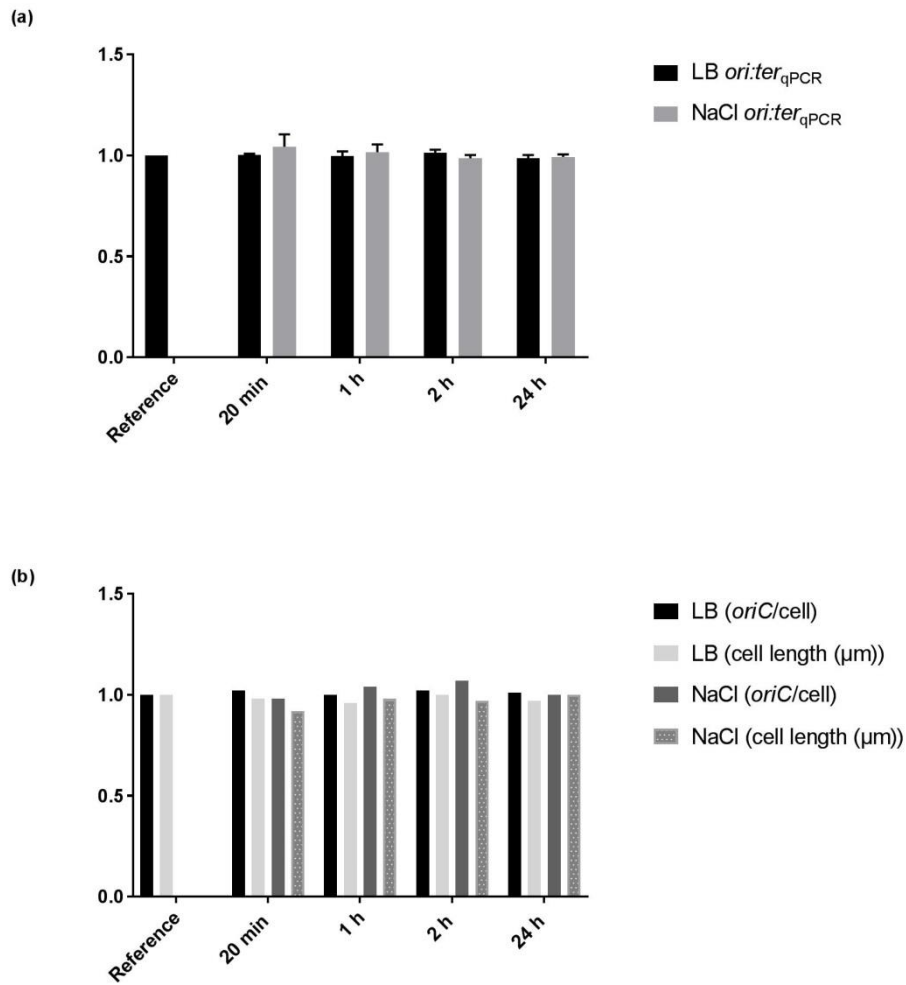 (a)
1.5
1.0
0.5
0.0
Reference
20 min
1 h
2 h
24 h
LB ori:ter_qPCR
NaCl ori:ter_qPCR
(b)
1.5
1.0
0.5
0.0
Reference
20 min
1 h
2 h
24 h
LB (oriC/cell)
LB (cell length (µm))
NaCl (oriC/cell)
NaCl (cell length (µm))